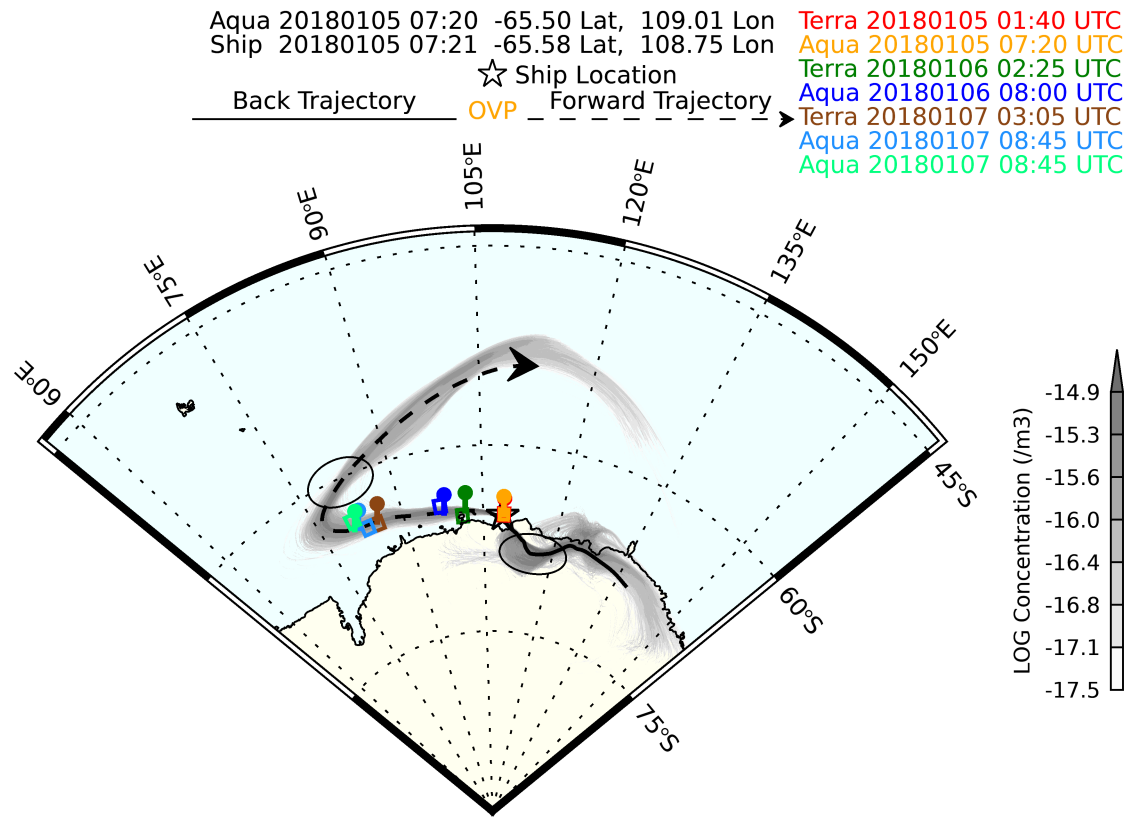 Aqua 20180105 07:20  -65.50 Lat,  109.01 Lon
Ship  20180105 07:21  -65.58 Lat,  108.75 Lon
Ship Location
Back Trajectory
OVP
Forward Trajectory
Terra 20180105 01:40 UTC
Aqua 20180105 07:20 UTC
Terra 20180106 02:25 UTC
Aqua 20180106 08:00 UTC
Terra 20180107 03:05 UTC
Aqua 20180107 08:45 UTC
Aqua 20180107 08:45 UTC
60°E
75°E
90°E
105°E
120°E
135°E
150°E
45°S
60°S
75°S
LOG Concentration (/m3)
-14.9
-15.3
-15.6
-16.0
-16.4
-16.8
-17.1
-17.5